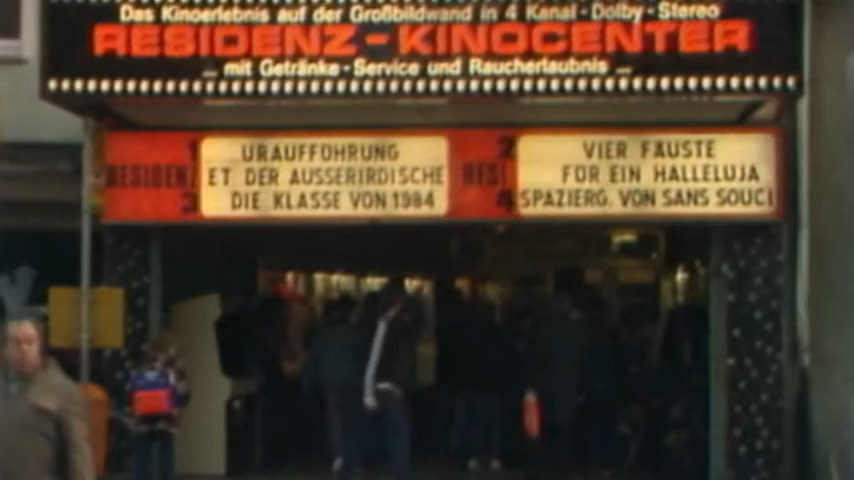 Das Kinoerlebnis auf der Großbildwand in 4 Kanal-Dolby-Stereo
RESIDENZ-KINOCENTER
... mit Getränke-Service und Raucherlaubnis ...
1
RESIDENZ
3
URAUFFÜHRUNG
ET DER AUSSERIRDISCHE
DIE KLASSE VON 1984
2
RESI
4
VIER FÄUSTE
FÜR EIN HALLELUJA
SPAZIERG. VON SANS SOUCI